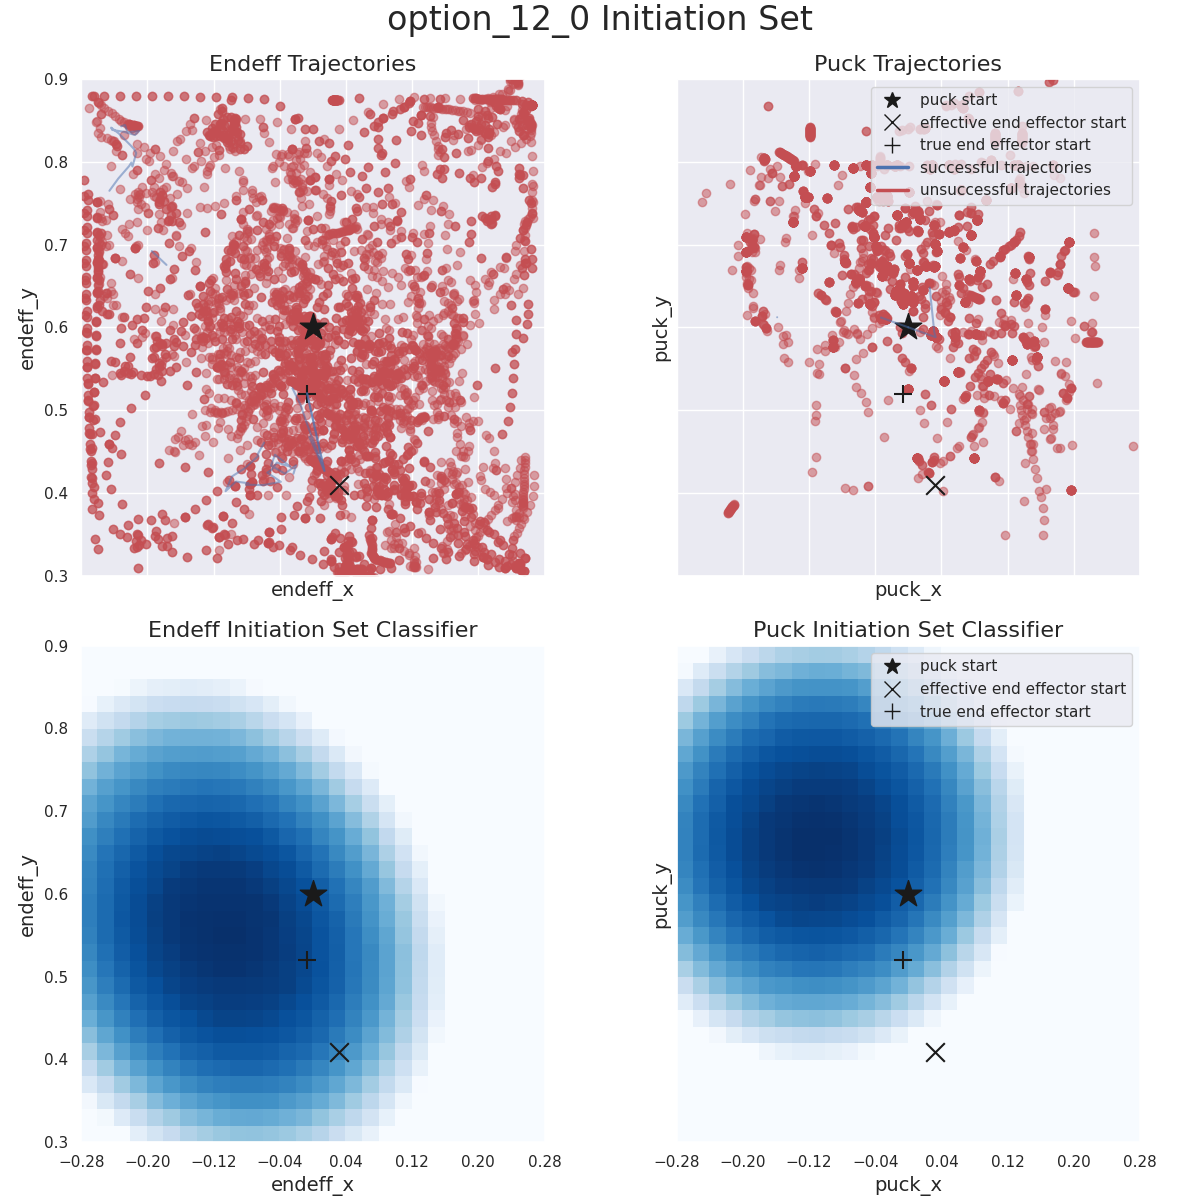 option_12_0 Initiation Set
Endeff Trajectories
0.9
0.8
0.7
0.6
0.5
0.4
0.3
endeff_y
endeff_x
Puck Trajectories
puck start
effective end effector start
true end effector start
successful trajectories
unsuccessful trajectories
puck_y
puck_x
Endeff Initiation Set Classifier
0.9
0.8
0.7
0.6
0.5
0.4
0.3
endeff_y
−0.28 −0.20 −0.12 −0.04 0.04 0.12 0.20 0.28
endeff_x
Puck Initiation Set Classifier
puck start
effective end effector start
true end effector start
puck_y
−0.28 −0.20 −0.12 −0.04 0.04 0.12 0.20 0.28
puck_x